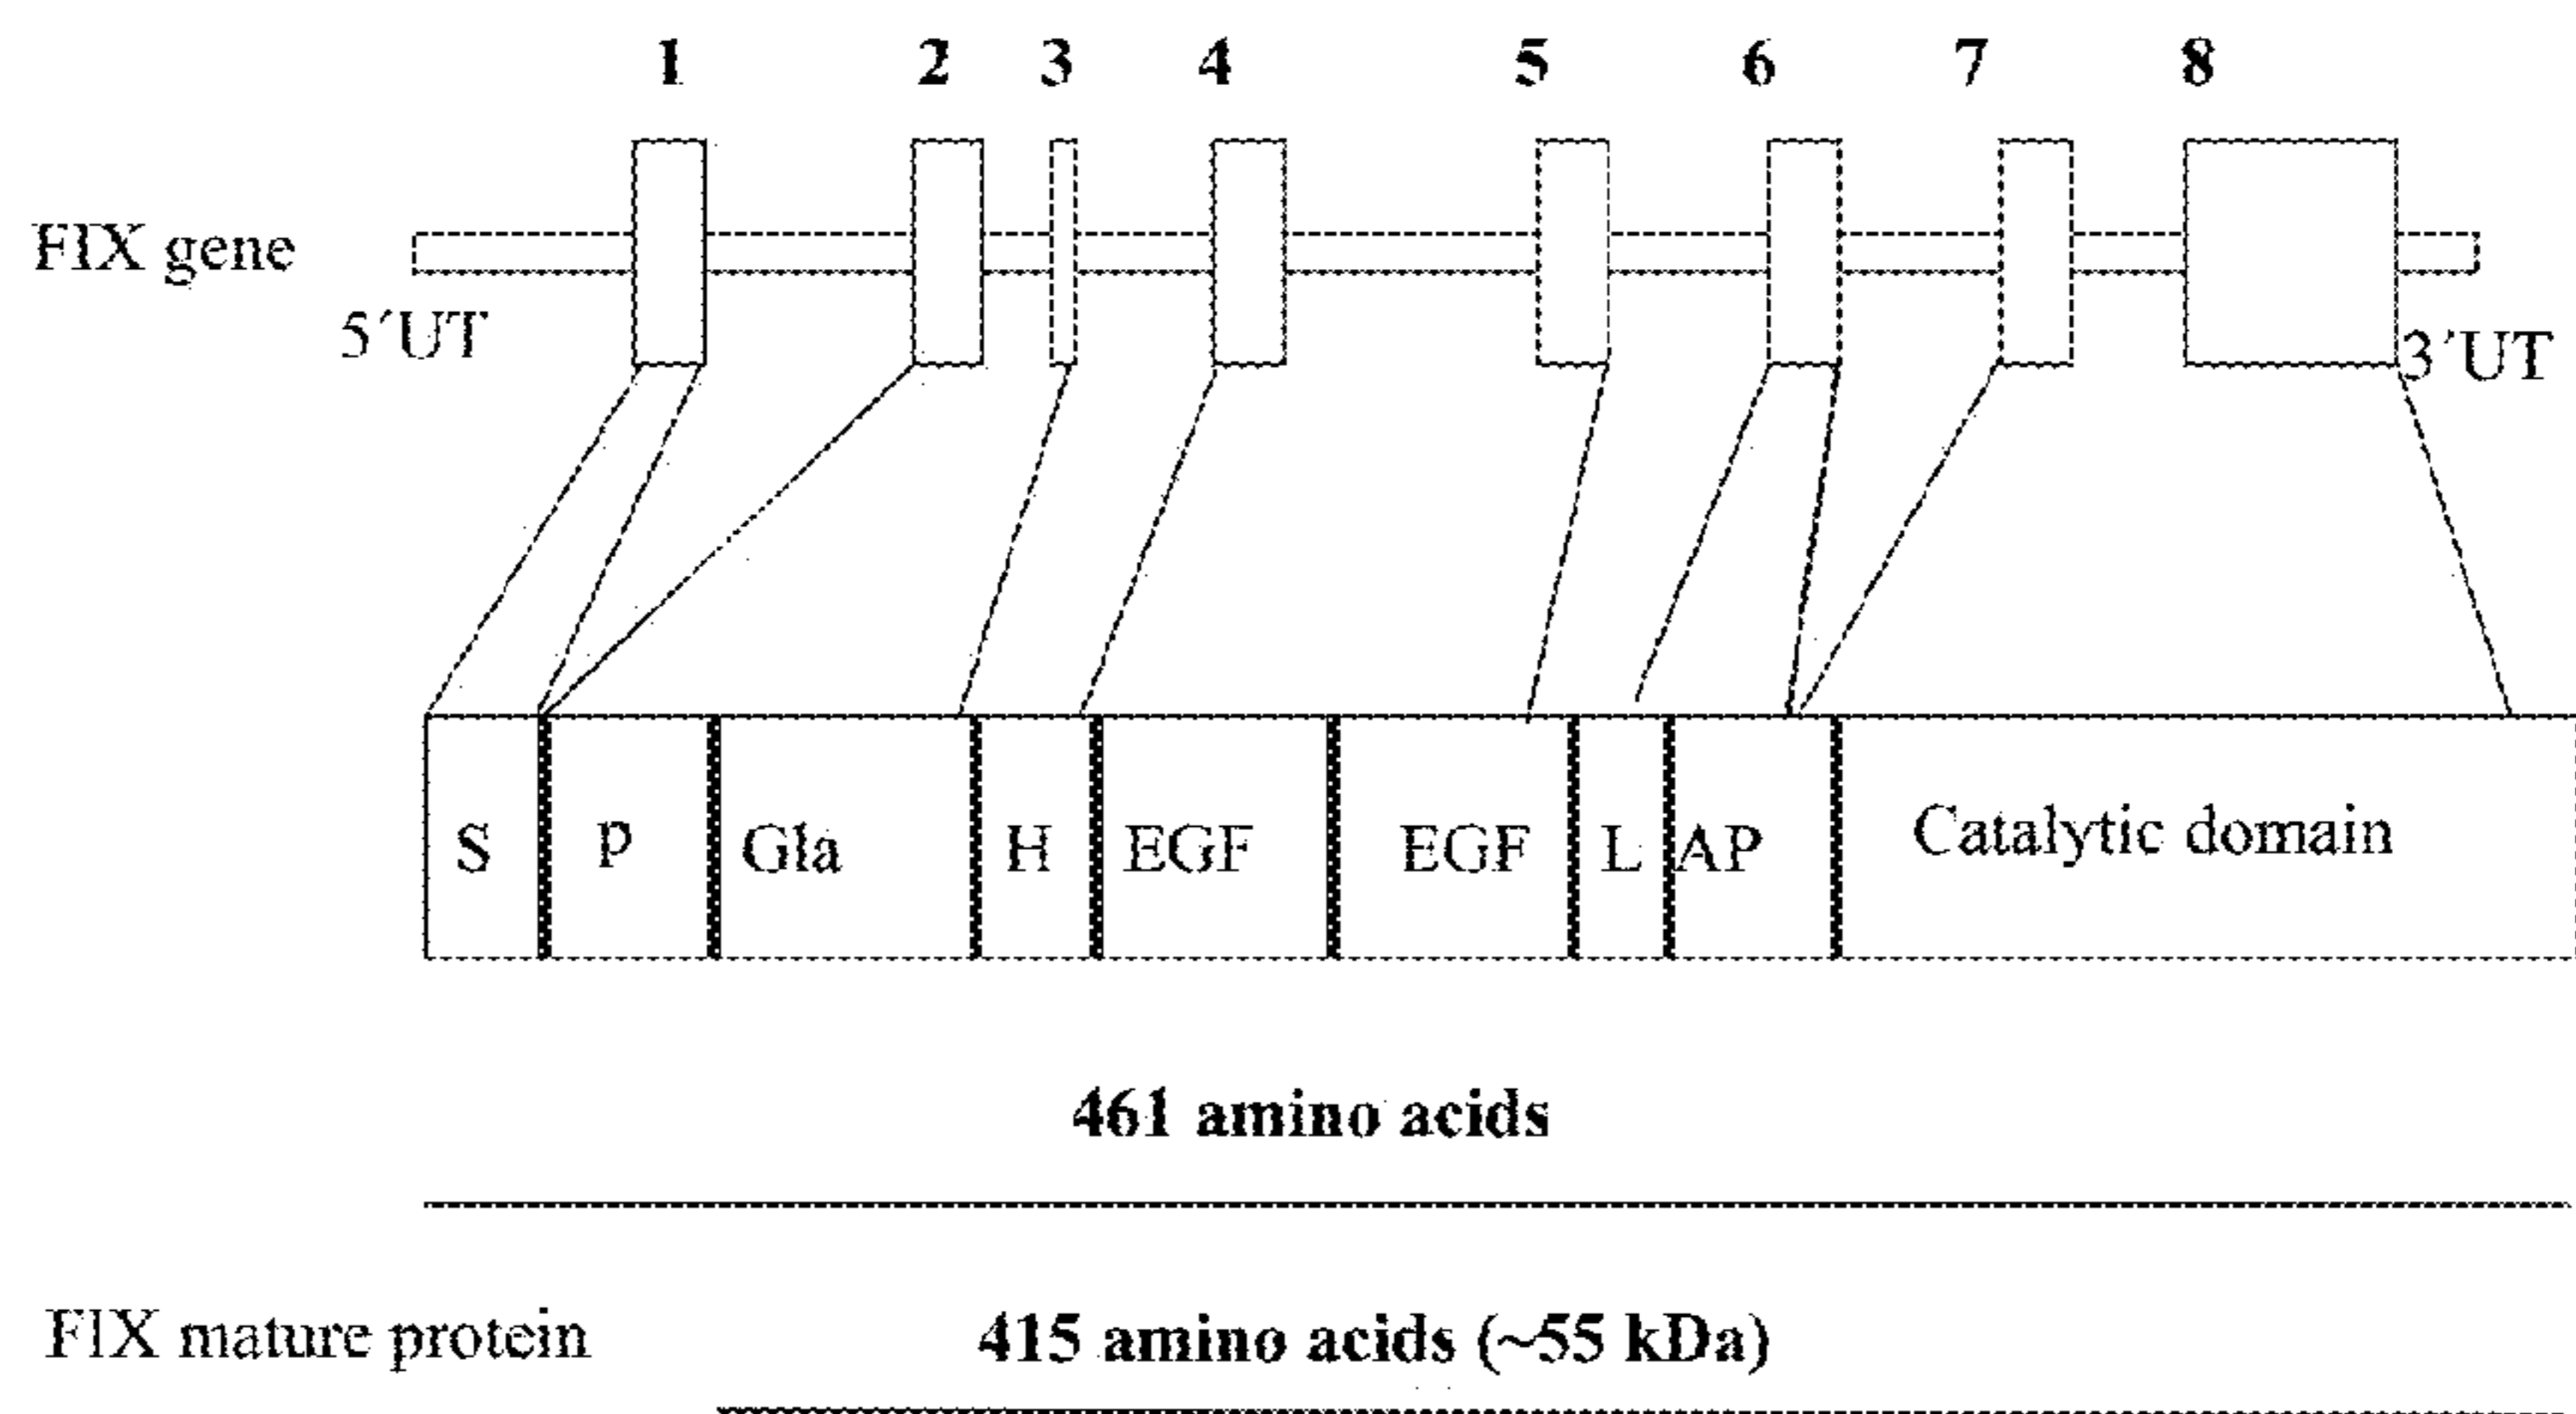 1 2 3 4 5 6 7 8
FIX gene
5´UT
3´UT
S P Gla H EGF EGF L AP Catalytic domain
461 amino acids
FIX mature protein 415 amino acids (~55 kDa)